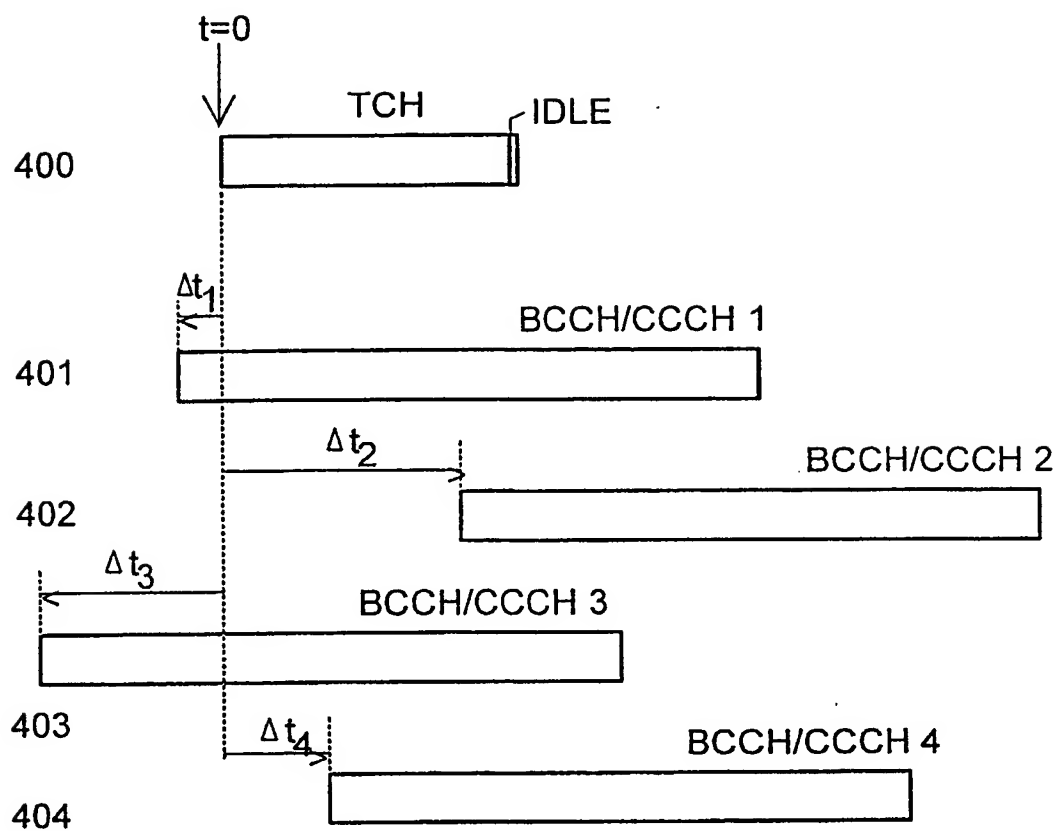 t=0
TCH
IDLE
400
Δt1
BCCH/CCCH 1
401
Δt2
BCCH/CCCH 2
402
Δt3
BCCH/CCCH 3
403
Δt4
BCCH/CCCH 4
404